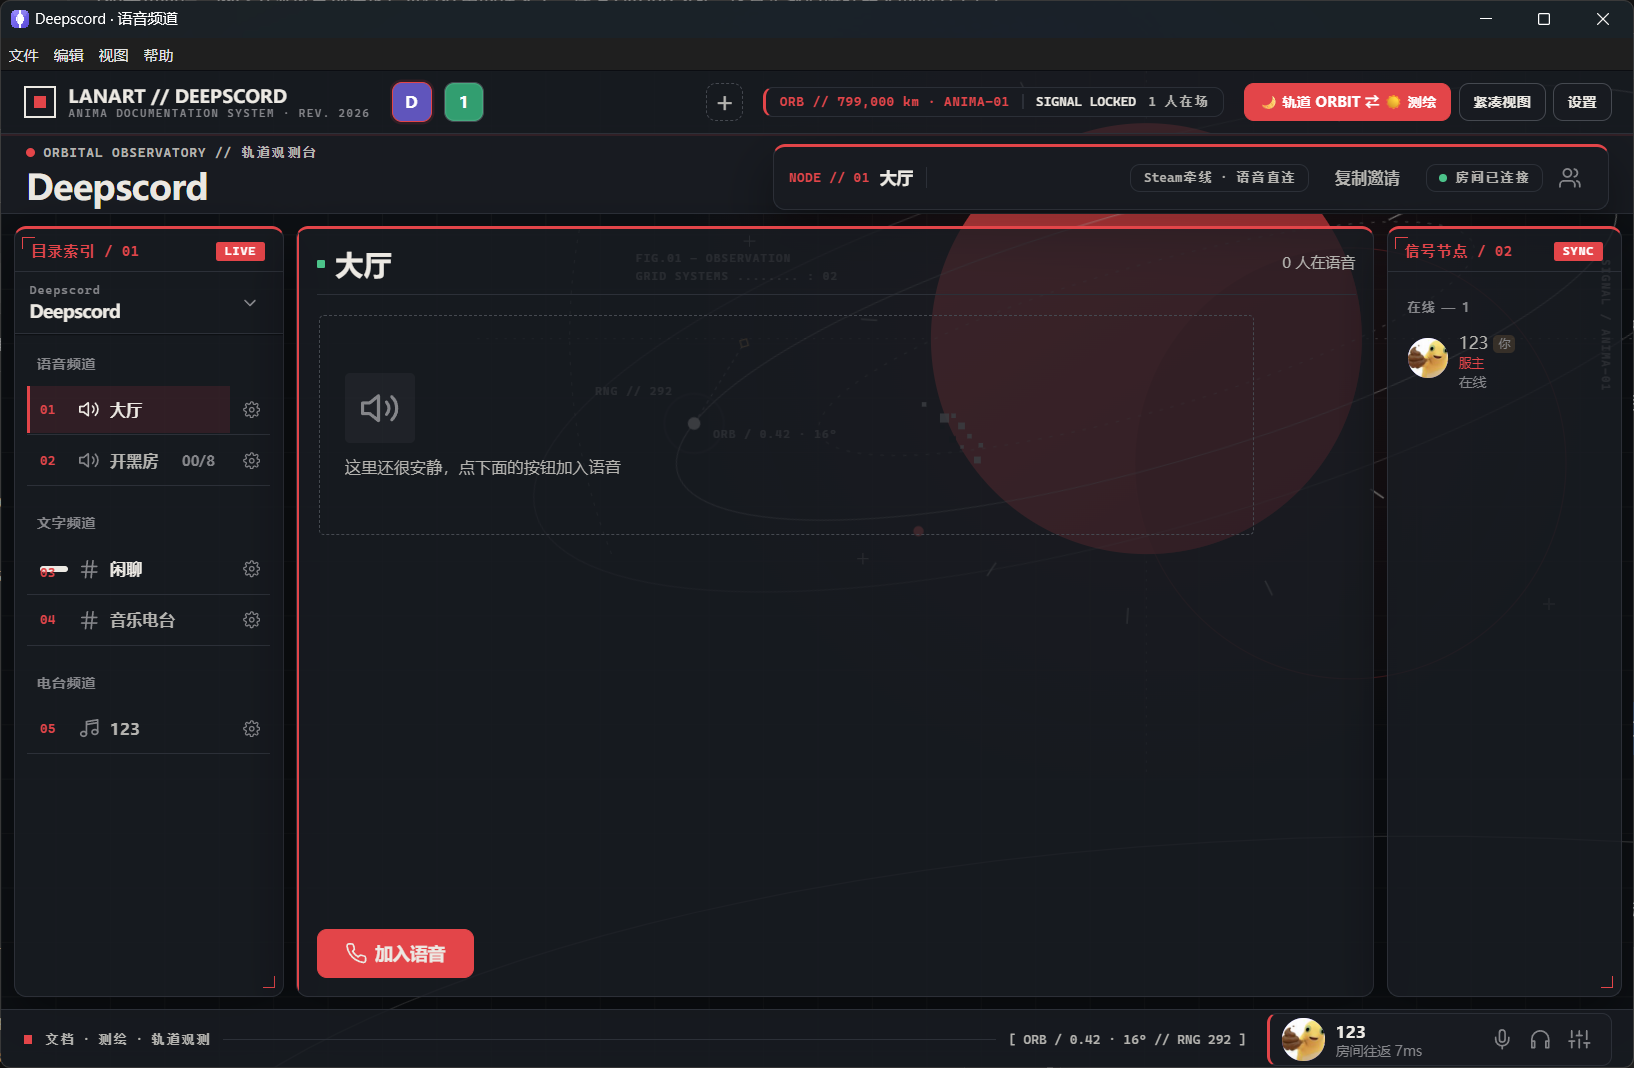 Deepscord · 语音频道
文件 编辑 视图 帮助
LANART // DEEPSCORD
ANIMA DOCUMENTATION SYSTEM · REV. 2026
D
1
ORB // 799,000 km · ANIMA-01
SIGNAL LOCKED 1 人在场
🌙 轨道 ORBIT ⇄ ☀️ 测绘
紧凑视图
设置
ORBITAL OBSERVATORY // 轨道观测台
Deepscord
NODE // 01 大厅
Steam牵线 · 语音直连
复制邀请
房间已连接
目录索引 / 01
LIVE
Deepscord
Deepscord
语音频道
01 大厅
02 开黑房 00/8
文字频道
03 # 闲聊
04 # 音乐电台
电台频道
05 123
大厅
FIG.01 — OBSERVATION
GRID SYSTEMS ........ : 02
0 人在语音
RNG // 292
ORB / 0.42 · 16°
这里还很安静，点下面的按钮加入语音
加入语音
信号节点 / 02
SYNC
SIGNAL / ANIMA-01
在线 — 1
123 你
服主
在线
文档 · 测绘 · 轨道观测
[ ORB / 0.42 · 16° // RNG 292 ]
123
房间往返 7ms